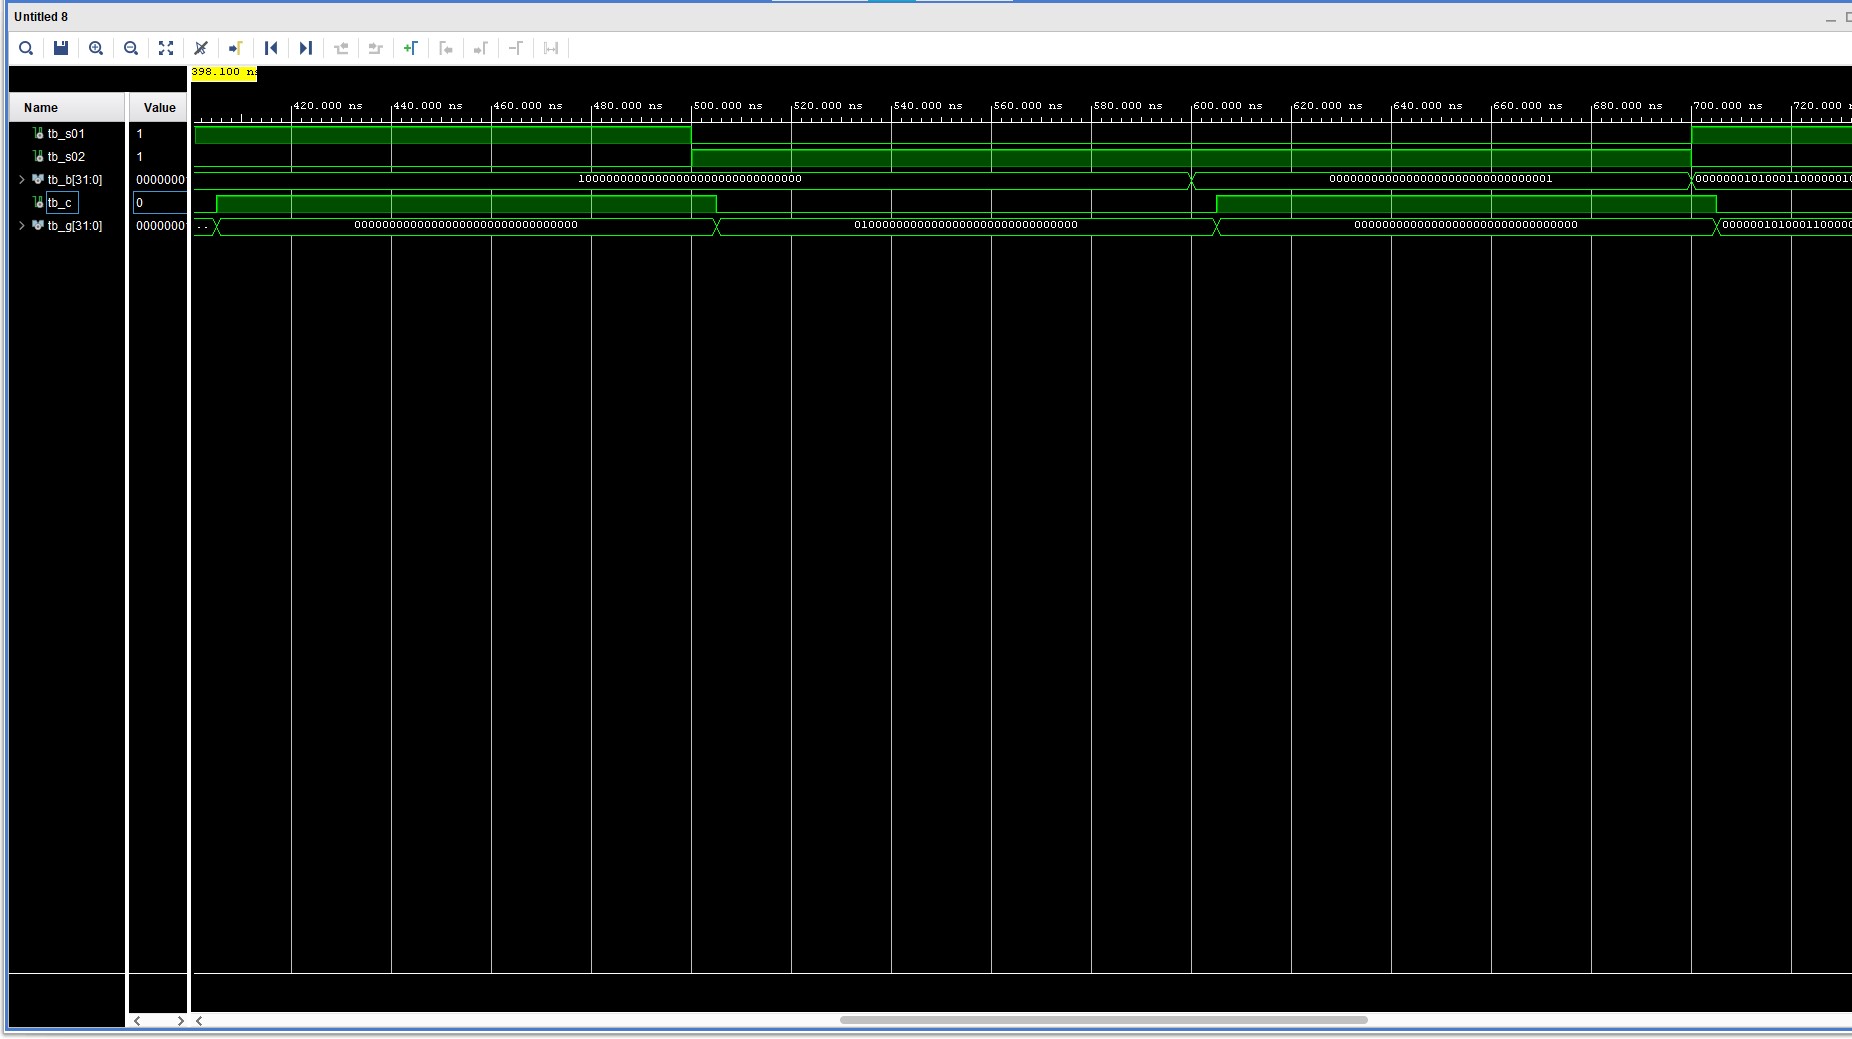 Untitled 8
398.100 ns
Name Value 420.000 ns 440.000 ns 460.000 ns 480.000 ns 500.000 ns 520.000 ns 540.000 ns 560.000 ns 580.000 ns 600.000 ns 620.000 ns 640.000 ns 660.000 ns 680.000 ns 700.000 ns 720.000
tb_s01 1
tb_s02 1
tb_b[31:0] 0000000 10000000000000000000000000000000 00000000000000000000000000000001 0000000101000110000001
tb_c 0
tb_g[31:0] 0000000 .. 00000000000000000000000000000000 01000000000000000000000000000000 00000000000000000000000000000000 000000101000110000